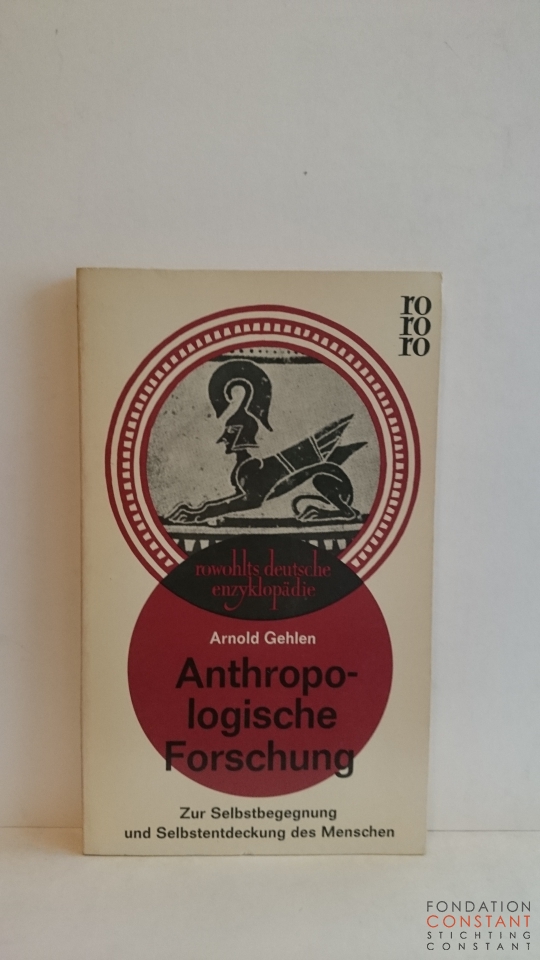 ro
ro
ro
rowohlts deutsche
enzyklopädie
Arnold Gehlen
Anthropo-
logische
Forschung
Zur Selbstbegegnung
und Selbstentdeckung des Menschen
FONDATION
CONSTANT
STICHTING
CONSTANT